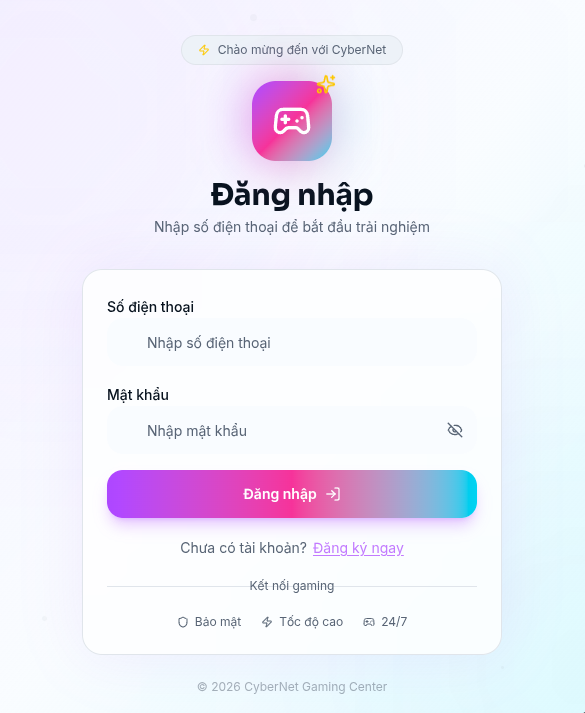 Chào mừng đến với CyberNet
Đăng nhập
Nhập số điện thoại để bắt đầu trải nghiệm
Số điện thoại
Nhập số điện thoại
Mật khẩu
Nhập mật khẩu
Đăng nhập
Chưa có tài khoản? Đăng ký ngay
Kết nối gaming
Bảo mật Tốc độ cao 24/7
© 2026 CyberNet Gaming Center